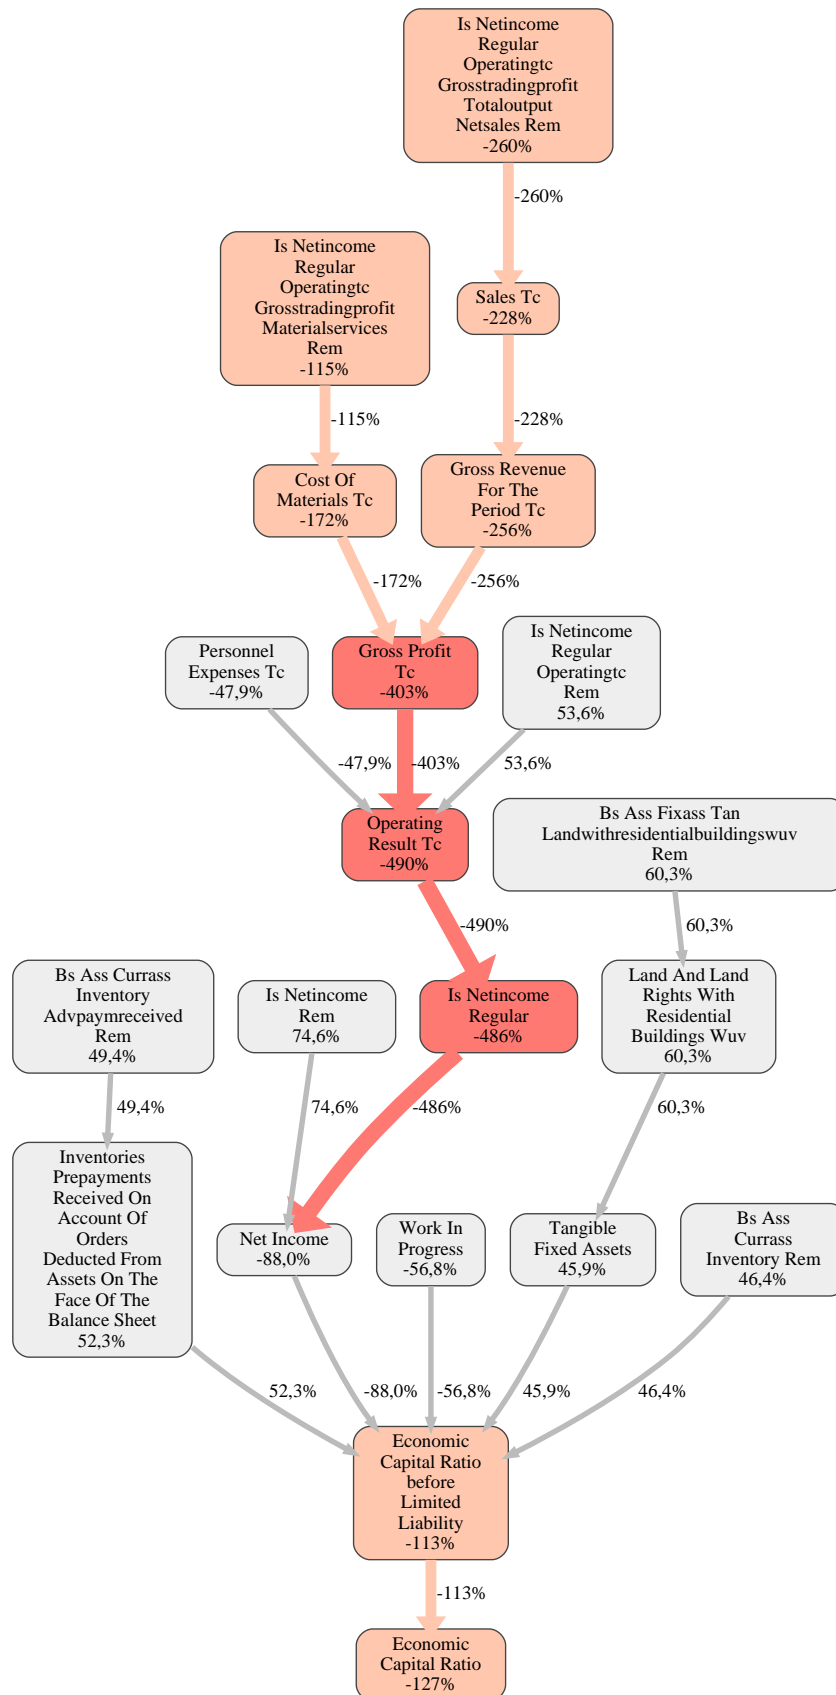 Is Netincome
Regular
Operatingtc
Grosstradingprofit
Totaloutput
Netsales Rem
-260%
-260%
Is Netincome
Regular
Operatingtc
Grosstradingprofit
Materialservices
Rem
-115%
Sales Tc
-228%
-115%
-228%
Cost Of
Materials Tc
-172%
Gross Revenue
For The
Period Tc
-256%
-172%
-256%
Personnel
Expenses Tc
-47,9%
Gross Profit
Tc
-403%
Is Netincome
Regular
Operatingtc
Rem
53,6%
-47,9%
-403%
53,6%
Operating
Result Tc
-490%
Bs Ass Fixass Tan
Landwithresidentialbuildingswuv
Rem
60,3%
-490%
60,3%
Bs Ass Currass
Inventory
Advpaymreceived
Rem
49,4%
Is Netincome
Rem
74,6%
Is Netincome
Regular
-486%
Land And Land
Rights With
Residential
Buildings Wuv
60,3%
49,4%
74,6%
-486%
60,3%
Inventories
Prepayments
Received On
Account Of
Orders
Deducted From
Assets On The
Face Of The
Balance Sheet
52,3%
Net Income
-88,0%
Work In
Progress
-56,8%
Tangible
Fixed Assets
45,9%
Bs Ass
Currass
Inventory Rem
46,4%
52,3%
-88,0%
-56,8%
45,9%
46,4%
Economic
Capital Ratio
before
Limited
Liability
-113%
-113%
Economic
Capital Ratio
-127%